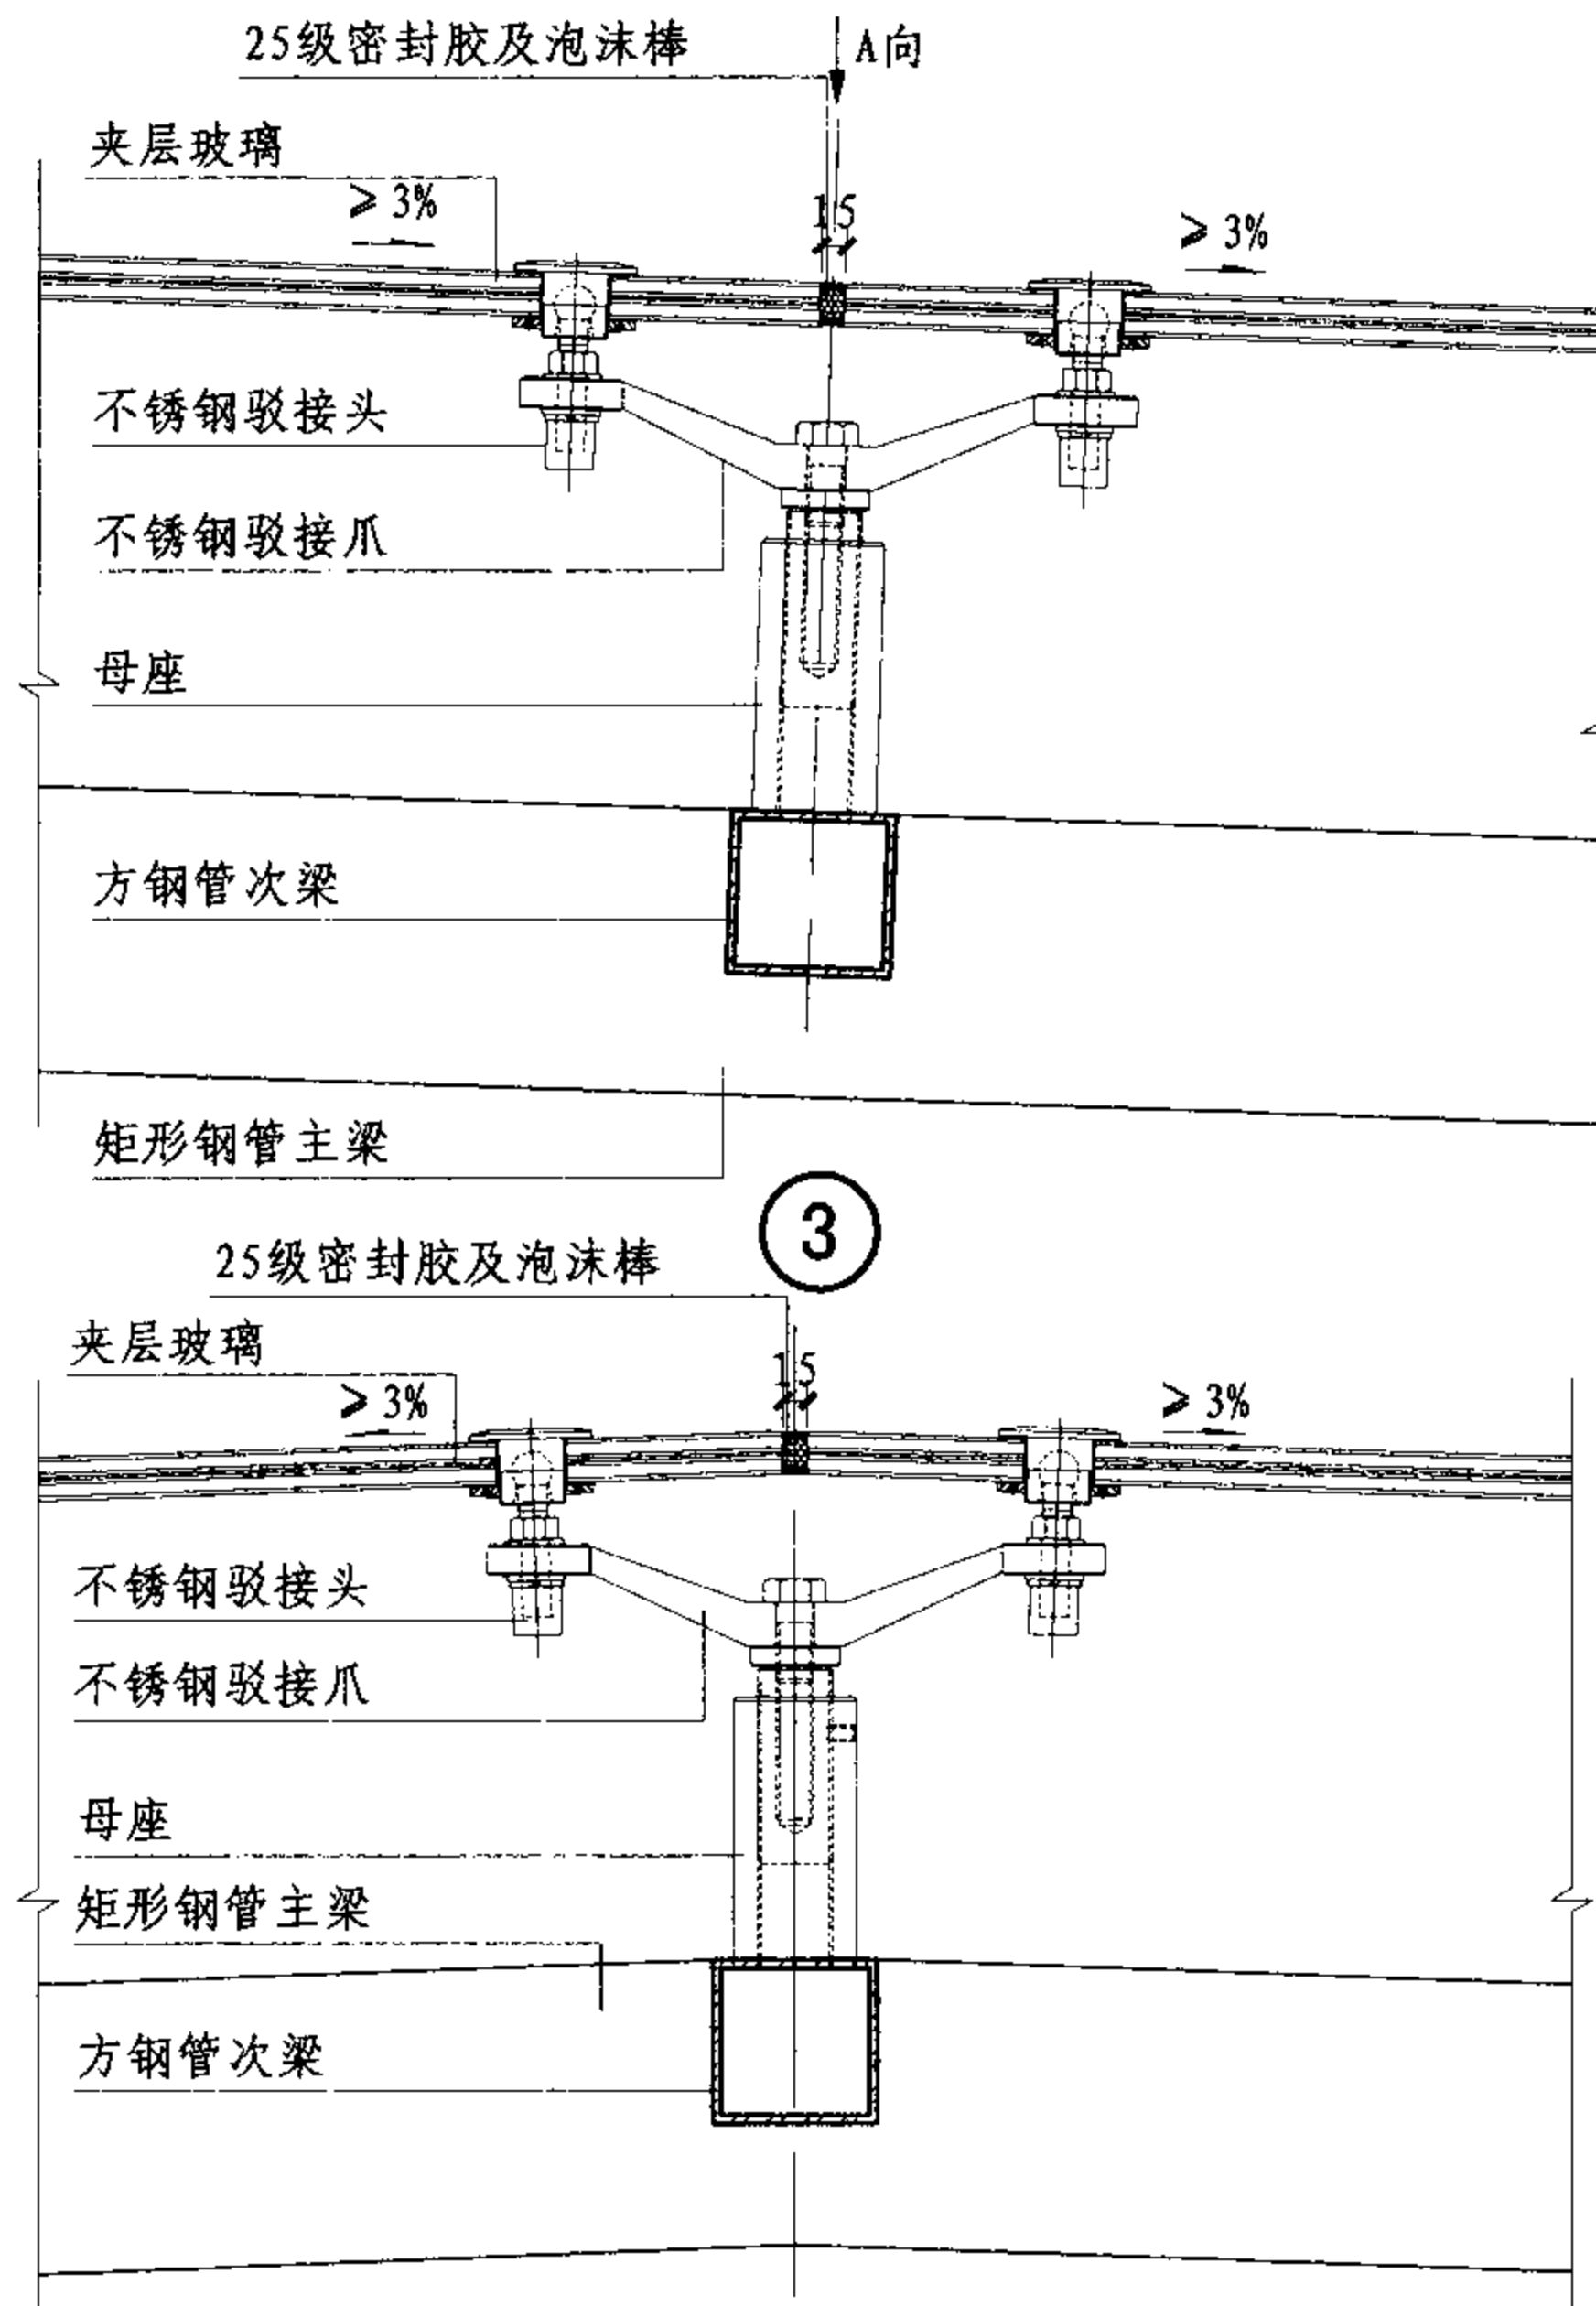 25级密封胶及泡沫棒
A向
夹层玻璃
≥3%
15
≥3%
不锈钢驳接头
不锈钢驳接爪
母座
方钢管次梁
矩形钢管主梁
3
25级密封胶及泡沫棒
夹层玻璃
15
≥3%
≥3%
不锈钢驳接头
不锈钢驳接爪
母座
矩形钢管主梁
方钢管次梁